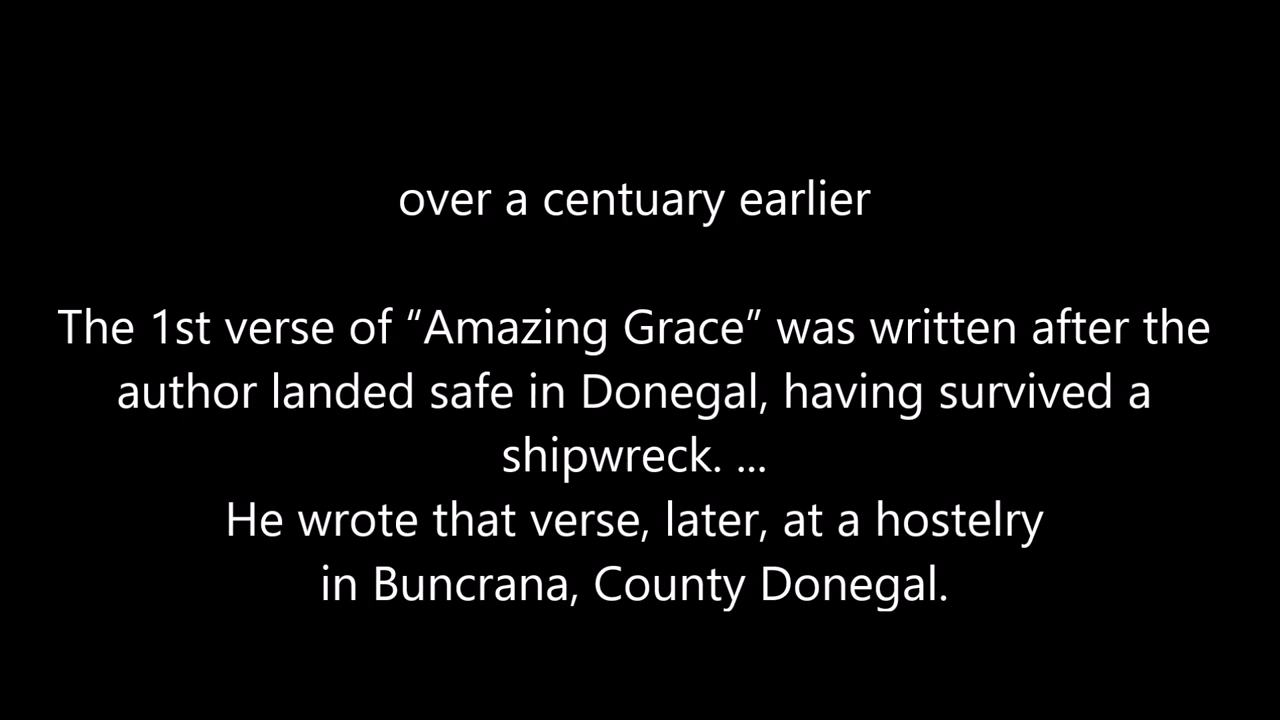 over a centuary earlier
The 1st verse of “Amazing Grace” was written after the
author landed safe in Donegal, having survived a
shipwreck. ...
He wrote that verse, later, at a hostelry
in Buncrana, County Donegal.